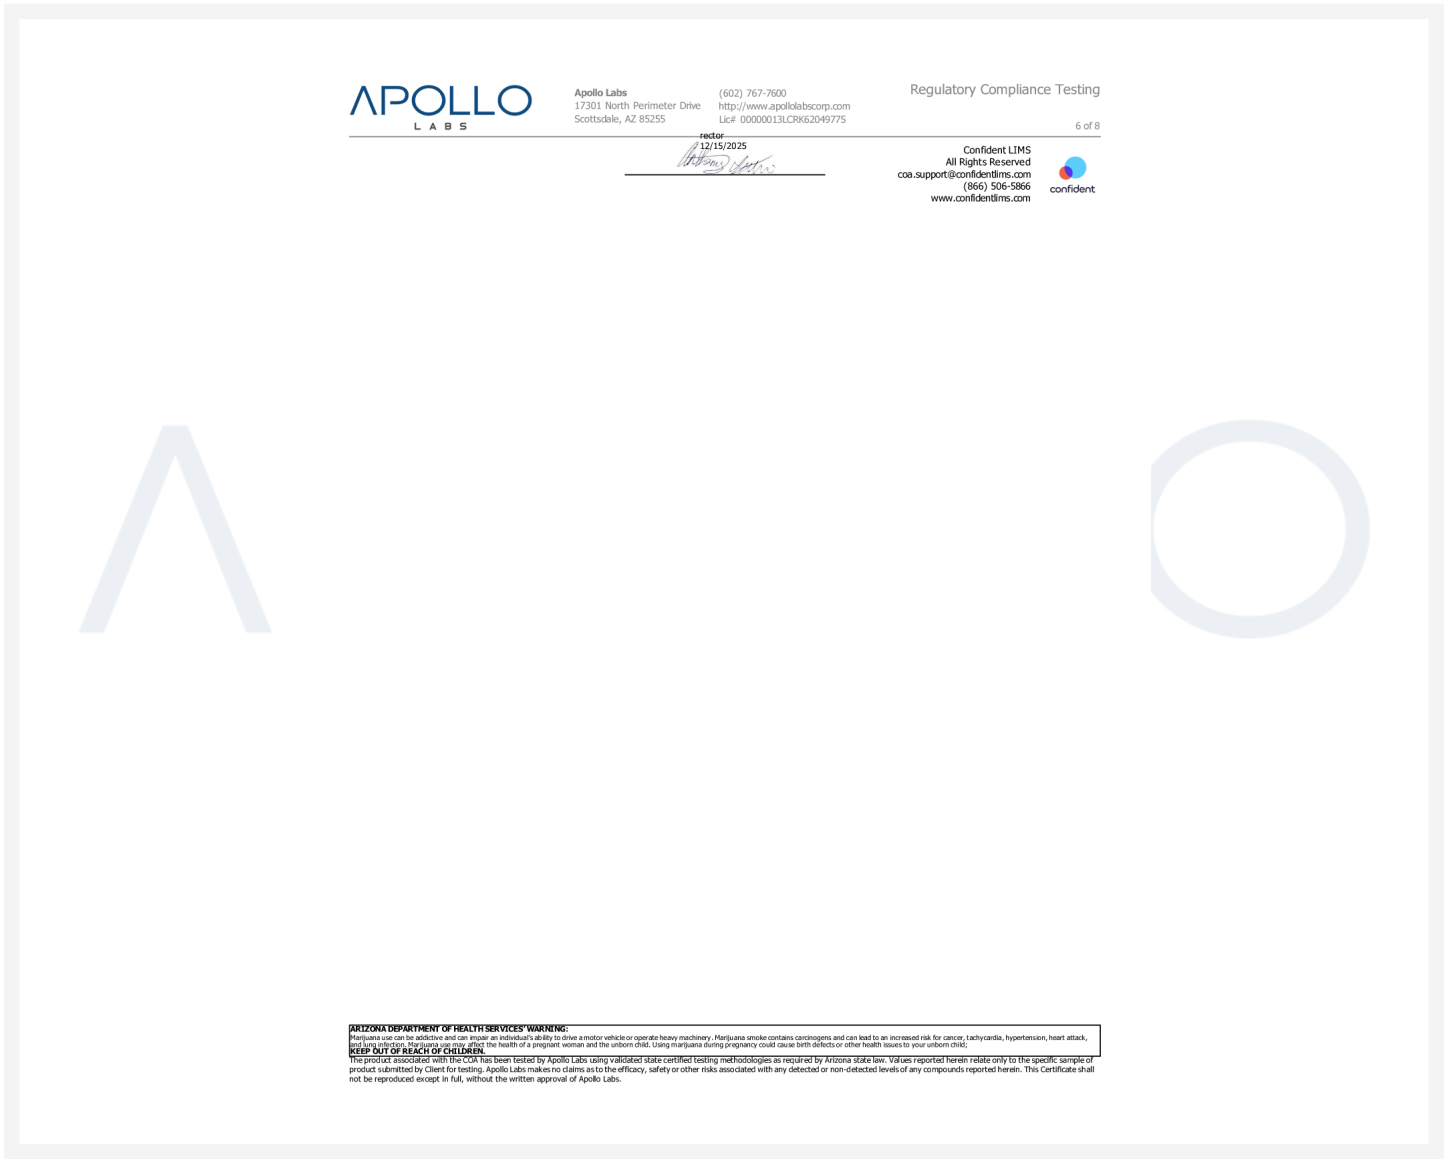 APOLLO
LABS
Apollo Labs
17301 North Perimeter Drive
Scottsdale, AZ 85255
(602) 767-7600
http://www.apollolabscorp.com
Lic# 00000013LCRK62049775
Regulatory Compliance Testing
6 of 8
rector
12/15/2025
Confident LIMS
All Rights Reserved
coa.support@confidentlims.com
(866) 506-5866
www.confidentlims.com
confident
ARIZONA DEPARTMENT OF HEALTH SERVICES' WARNING:
Marijuana use can be addictive and can impair an individual's ability to drive a motor vehicle or operate heavy machinery. Marijuana smoke contains carcinogens and can lead to an increased risk for cancer, tachycardia, hypertension, heart attack,
and lung infection. Marijuana use may affect the health of a pregnant woman and the unborn child. Using marijuana during pregnancy could cause birth defects or other health issues to your unborn child;
KEEP OUT OF REACH OF CHILDREN.
The product associated with the COA has been tested by Apollo Labs using validated state certified testing methodologies as required by Arizona state law. Values reported herein relate only to the specific sample of
product submitted by Client for testing. Apollo Labs makes no claims as to the efficacy, safety or other risks associated with any detected or non-detected levels of any compounds reported herein. This Certificate shall
not be reproduced except in full, without the written approval of Apollo Labs.